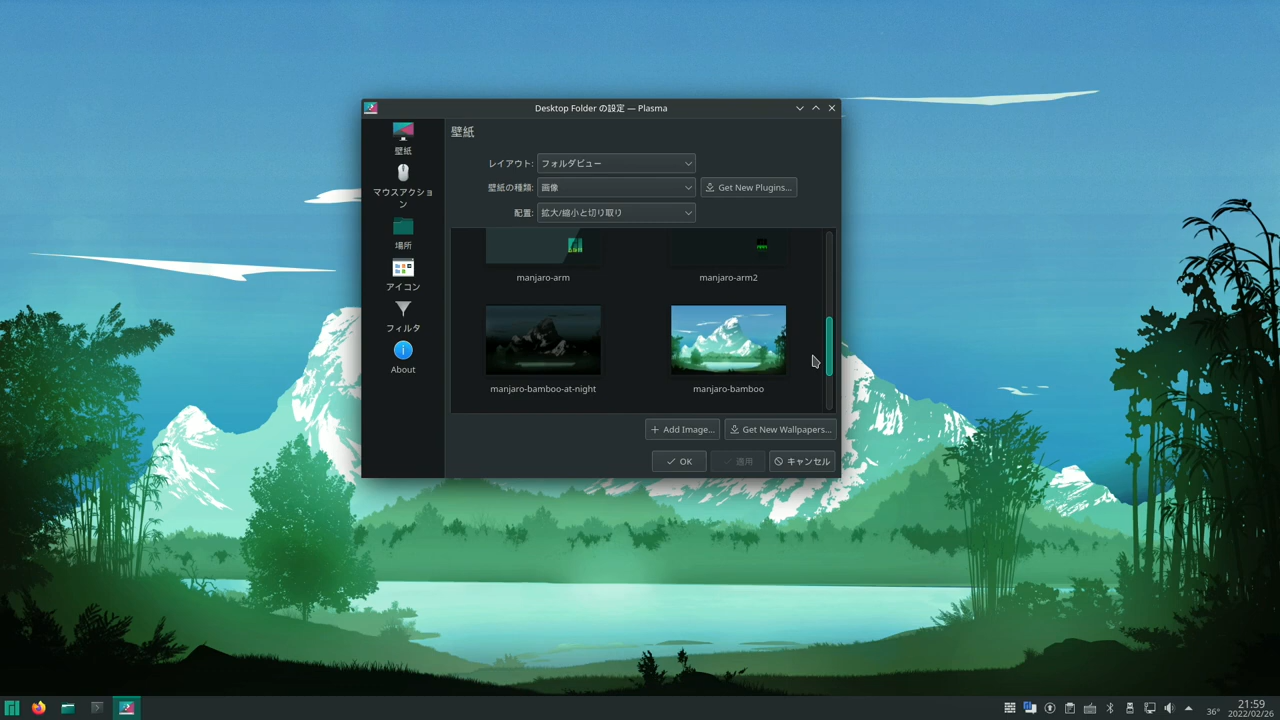 Desktop Folder の設定 — Plasma
壁紙
マウスアクショ
ン
場所
アイコン
フィルタ
About
壁紙
レイアウト: フォルダビュー
壁紙の種類: 画像 Get New Plugins...
配置: 拡大/縮小と切り取り
manjaro-arm manjaro-arm2
manjaro-bamboo-at-night manjaro-bamboo
Add Image... Get New Wallpapers...
OK 適用 キャンセル
36° 21:59
2022/02/26